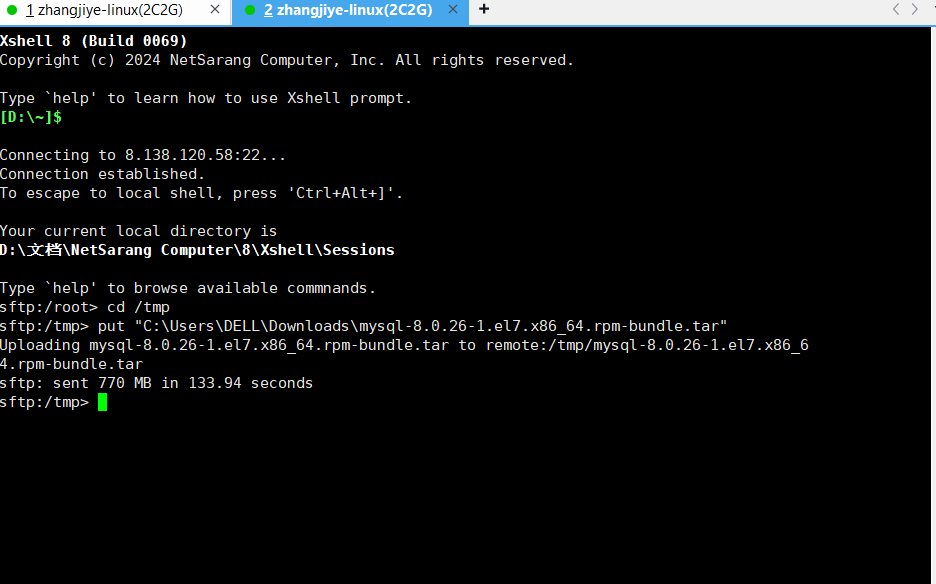 1 zhangjiye-linux(2C2G) × 2 zhangjiye-linux(2C2G) × +
Xshell 8 (Build 0069)
Copyright (c) 2024 NetSarang Computer, Inc. All rights reserved.
Type `help' to learn how to use Xshell prompt.
[D:\~]$
Connecting to 8.138.120.58:22...
Connection established.
To escape to local shell, press 'Ctrl+Alt+]'.
Your current local directory is
D:\文档\NetSarang Computer\8\Xshell\Sessions
Type `help' to browse available commnands.
sftp:/root> cd /tmp
sftp:/tmp> put "C:\Users\DELL\Downloads\mysql-8.0.26-1.el7.x86_64.rpm-bundle.tar"
Uploading mysql-8.0.26-1.el7.x86_64.rpm-bundle.tar to remote:/tmp/mysql-8.0.26-1.el7.x86_6
4.rpm-bundle.tar
sftp: sent 770 MB in 133.94 seconds
sftp:/tmp>